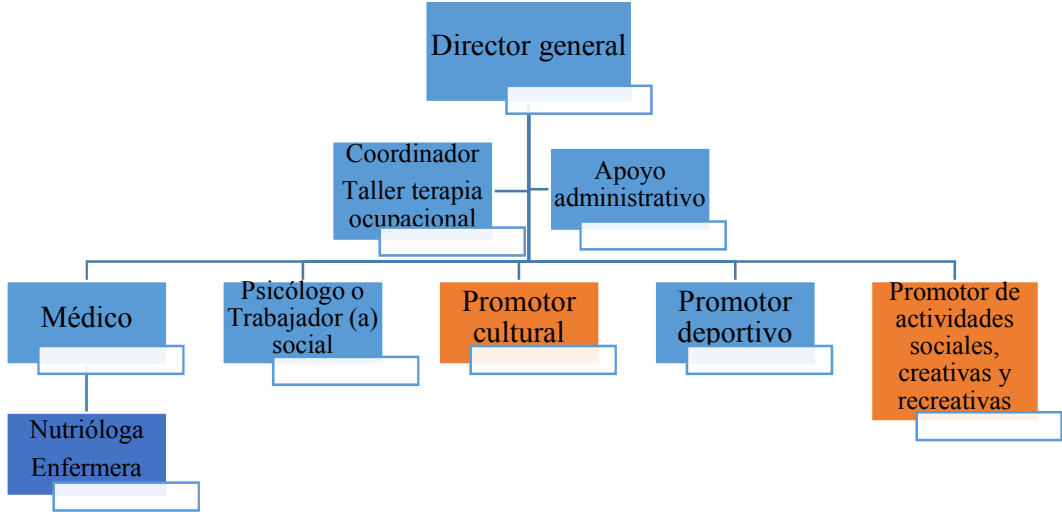 Director general
Coordinador
Taller terapia
ocupacional
Apoyo
administrativo
Médico
Psicólogo o
Trabajador (a)
social
Promotor
cultural
Promotor
deportivo
Promotor de
actividades
sociales,
creativas y
recreativas
Nutrióloga
Enfermera